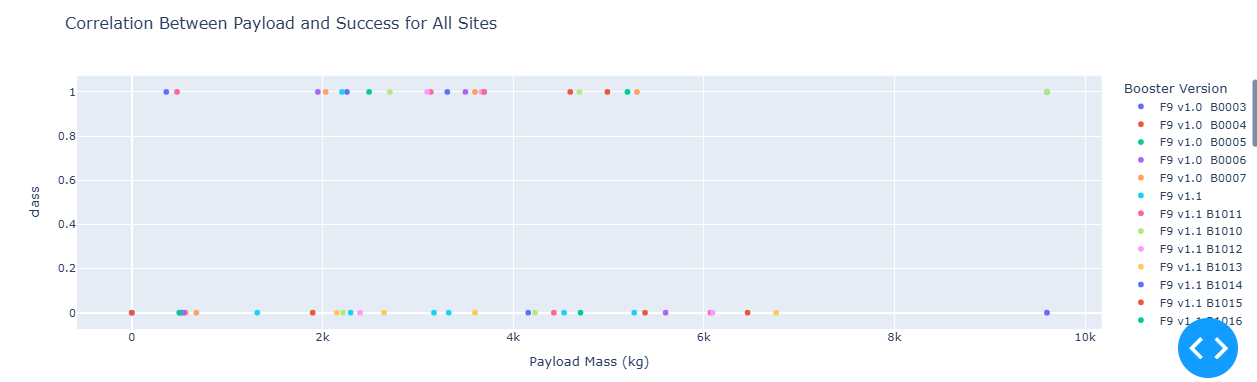 Correlation Between Payload and Success for All Sites
class
1
0.8
0.6
0.4
0.2
0
0
2k
4k
6k
8k
10k
Payload Mass (kg)
Booster Version
F9 v1.0  B0003
F9 v1.0  B0004
F9 v1.0  B0005
F9 v1.0  B0006
F9 v1.0  B0007
F9 v1.1
F9 v1.1 B1011
F9 v1.1 B1010
F9 v1.1 B1012
F9 v1.1 B1013
F9 v1.1 B1014
F9 v1.1 B1015
F9 v1.1 B1016